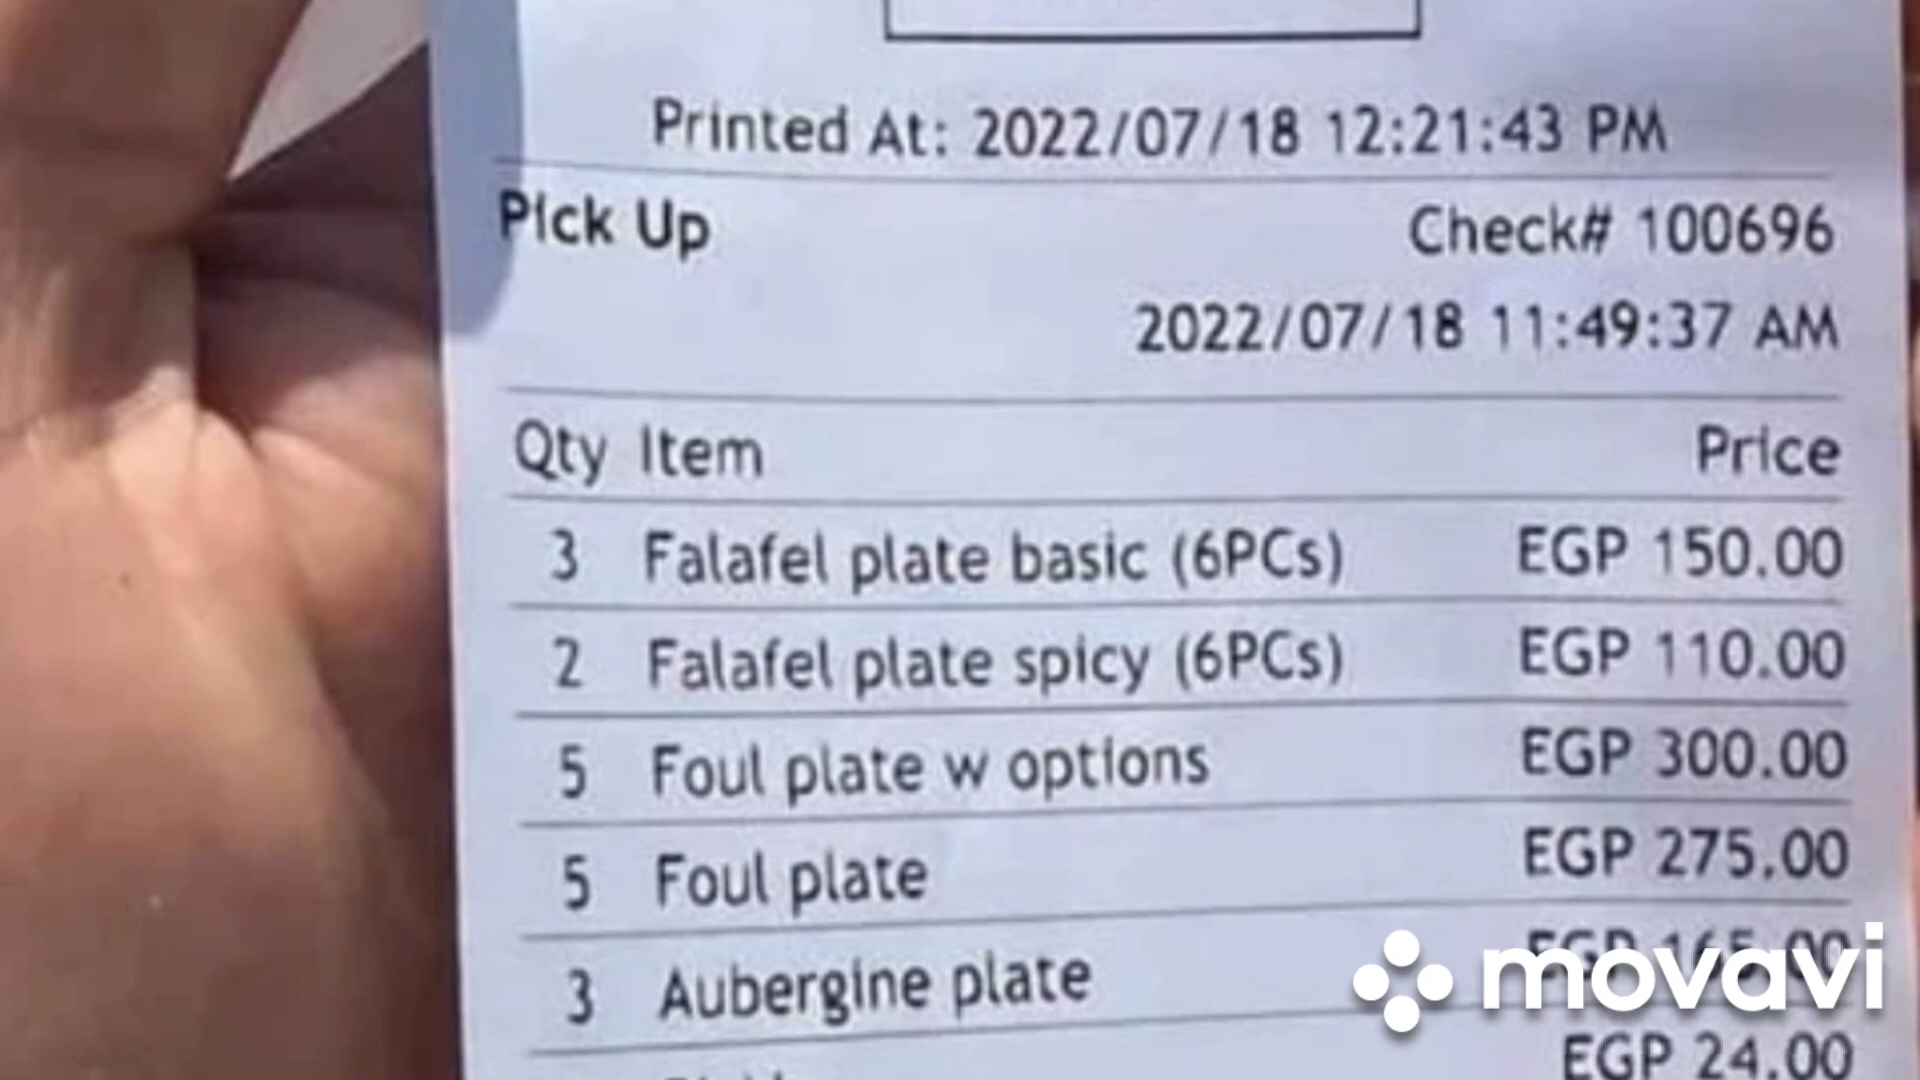 Printed At: 2022/07/18 12:21:43 PM
Pick Up Check# 100696
2022/07/18 11:49:37 AM
Qty Item Price
3 Falafel plate basic (6PCs) EGP 150.00
2 Falafel plate spicy (6PCs) EGP 110.00
5 Foul plate w options EGP 300.00
5 Foul plate EGP 275.00
3 Aubergine plate EGP 165.00
movavi
EGP 24.00